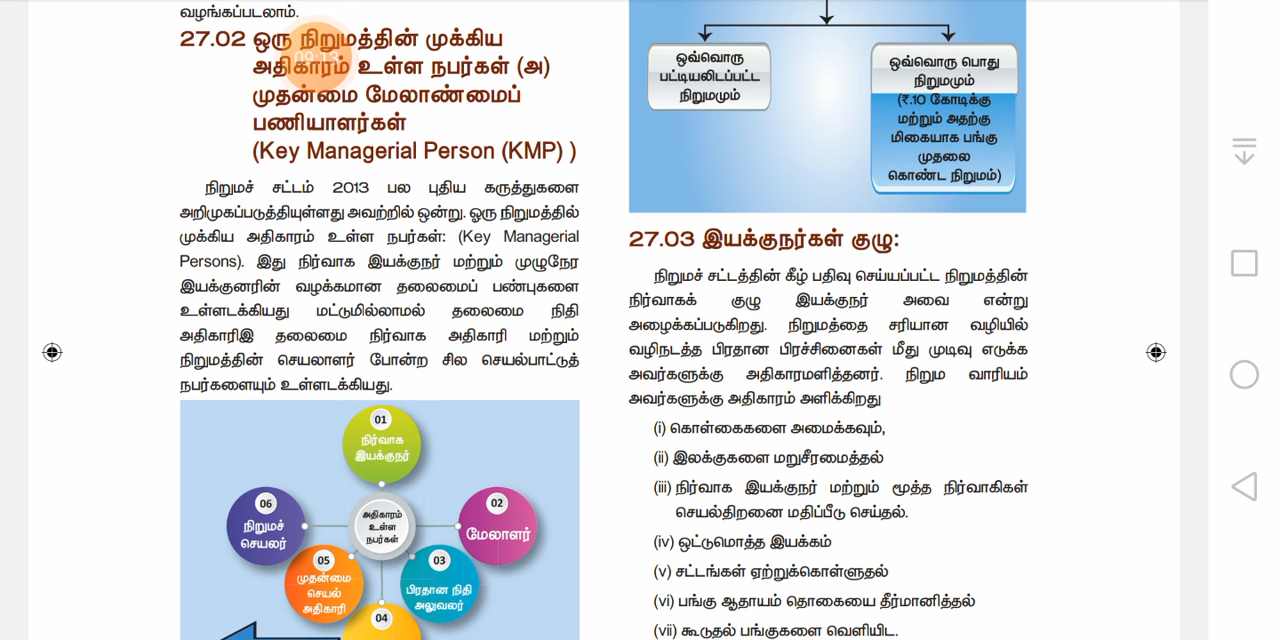 வழங்கப்படலாம்.
27.02 ஒரு நிறுமத்தின் முக்கிய
அதிகாரம் உள்ள நபர்கள் (அ)
முதன்மை மேலாண்மைப்
பணியாளர்கள்
(Key Managerial Person (KMP) )
நிறுமச் சட்டம் 2013 பல புதிய கருத்துகளை
அறிமுகப்படுத்தியுள்ளது அவற்றில் ஒன்று. ஓரு நிறுமத்தில்
முக்கிய அதிகாரம் உள்ள நபர்கள்: (Key Managerial
Persons). இது நிர்வாக இயக்குநர் மற்றும் முழுநேர
இயக்குனரின் வழக்கமான தலைமைப் பண்புகளை
உள்ளடக்கியது மட்டுமில்லாமல் தலைமை நிதி
அதிகாரிஇ தலைமை நிர்வாக அதிகாரி மற்றும்
நிறுமத்தின் செயலாளர் போன்ற சில செயல்பாட்டுத்
நபர்களையும் உள்ளடக்கியது.
01
நிர்வாக
இயக்குநர்
02
மேலாளர்
03
பிரதான நிதி
அலுவலர்
04
05
முதன்மை
செயல்
அதிகாரி
06
நிறுமச்
செயலர்
அதிகாரம்
உள்ள
நபர்கள்
ஒவ்வொரு
பட்டியலிடப்பட்ட
நிறுமமும்
ஒவ்வொரு பொது
நிறுமமும்
(₹.10 கோடிக்கு
மற்றும் அதற்கு
மிகையாக பங்கு
முதலை
கொண்ட நிறுமம்)
27.03 இயக்குநர்கள் குழு:
நிறுமச் சட்டத்தின் கீழ் பதிவு செய்யப்பட்ட நிறுமத்தின்
நிர்வாகக் குழு இயக்குநர் அவை என்று
அழைக்கப்படுகிறது. நிறுமத்தை சரியான வழியில்
வழிநடத்த பிரதான பிரச்சினைகள் மீது முடிவு எடுக்க
அவர்களுக்கு அதிகாரமளித்தனர். நிறும வாரியம்
அவர்களுக்கு அதிகாரம் அளிக்கிறது
(i) கொள்கைகளை அமைக்கவும்,
(ii) இலக்குகளை மறுசீரமைத்தல்
(iii) நிர்வாக இயக்குநர் மற்றும் மூத்த நிர்வாகிகள்
செயல்திறனை மதிப்பீடு செய்தல்.
(iv) ஒட்டுமொத்த இயக்கம்
(v) சட்டங்கள் ஏற்றுக்கொள்ளுதல்
(vi) பங்கு ஆதாயம் தொகையை தீர்மானித்தல்
(vii) கூடுதல் பங்குகளை வெளியிட.